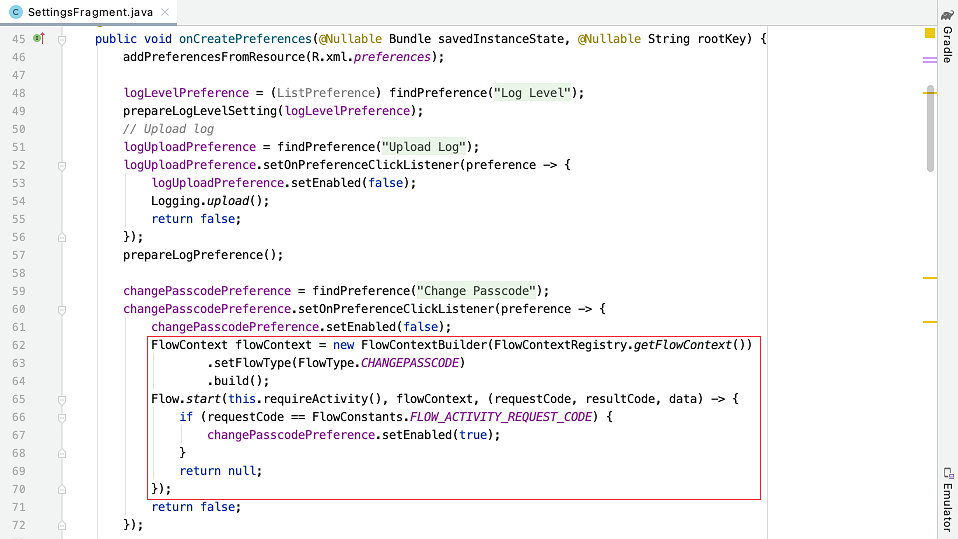 SettingsFragment.java
45 public void onCreatePreferences(@Nullable Bundle savedInstanceState, @Nullable String rootKey) {
46 addPreferencesFromResource(R.xml.preferences);
47
48 logLevelPreference = (ListPreference) findPreference("Log Level");
49 prepareLogLevelSetting(logLevelPreference);
50 // Upload log
51 logUploadPreference = findPreference("Upload Log");
52 logUploadPreference.setOnPreferenceClickListener(preference -> {
53 logUploadPreference.setEnabled(false);
54 Logging.upload();
55 return false;
56 });
57 prepareLogPreference();
58
59 changePasscodePreference = findPreference("Change Passcode");
60 changePasscodePreference.setOnPreferenceClickListener(preference -> {
61 changePasscodePreference.setEnabled(false);
62 FlowContext flowContext = new FlowContextBuilder(FlowContextRegistry.getFlowContext())
63 .setFlowType(FlowType.CHANGEPASSCODE)
64 .build();
65 Flow.start(this.requireActivity(), flowContext, (requestCode, resultCode, data) -> {
66 if (requestCode == FlowConstants.FLOW_ACTIVITY_REQUEST_CODE) {
67 changePasscodePreference.setEnabled(true);
68 }
69 return null;
70 });
71 return false;
72 });
Gradle
Emulator